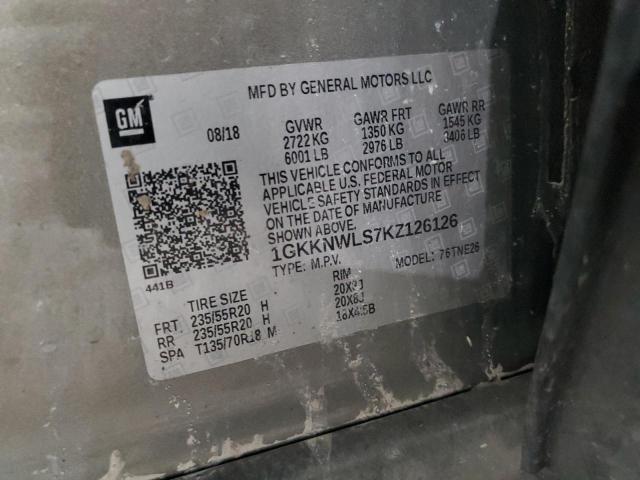 MFD BY GENERAL MOTORS LLC
GM
08/18
GVWR GAWR FRT GAWR RR
2722 KG 1350 KG 1545 KG
6001 LB 2976 LB 3406 LB
THIS VEHICLE CONFORMS TO ALL
APPLICABLE U.S. FEDERAL MOTOR
VEHICLE SAFETY STANDARDS IN EFFECT
ON THE DATE OF MANUFACTURE
SHOWN ABOVE.
1GKKNWLS7KZ126126
TYPE: M.P.V. MODEL: 76TNE26
441B
TIRE SIZE RIM
FRT 235/55R20 H 20X8J
RR 235/55R20 H 20X8J
SPA T135/70R18 M 18X4.5B